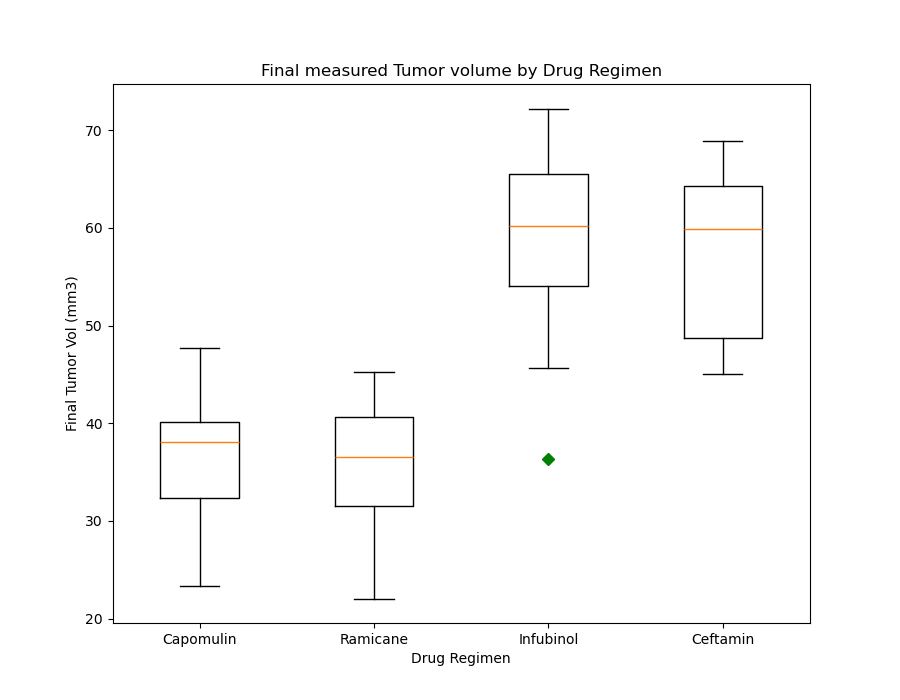 Final measured Tumor volume by Drug Regimen
Final Tumor Vol (mm3)
70
60
50
40
30
20
Capomulin
Ramicane
Infubinol
Ceftamin
Drug Regimen